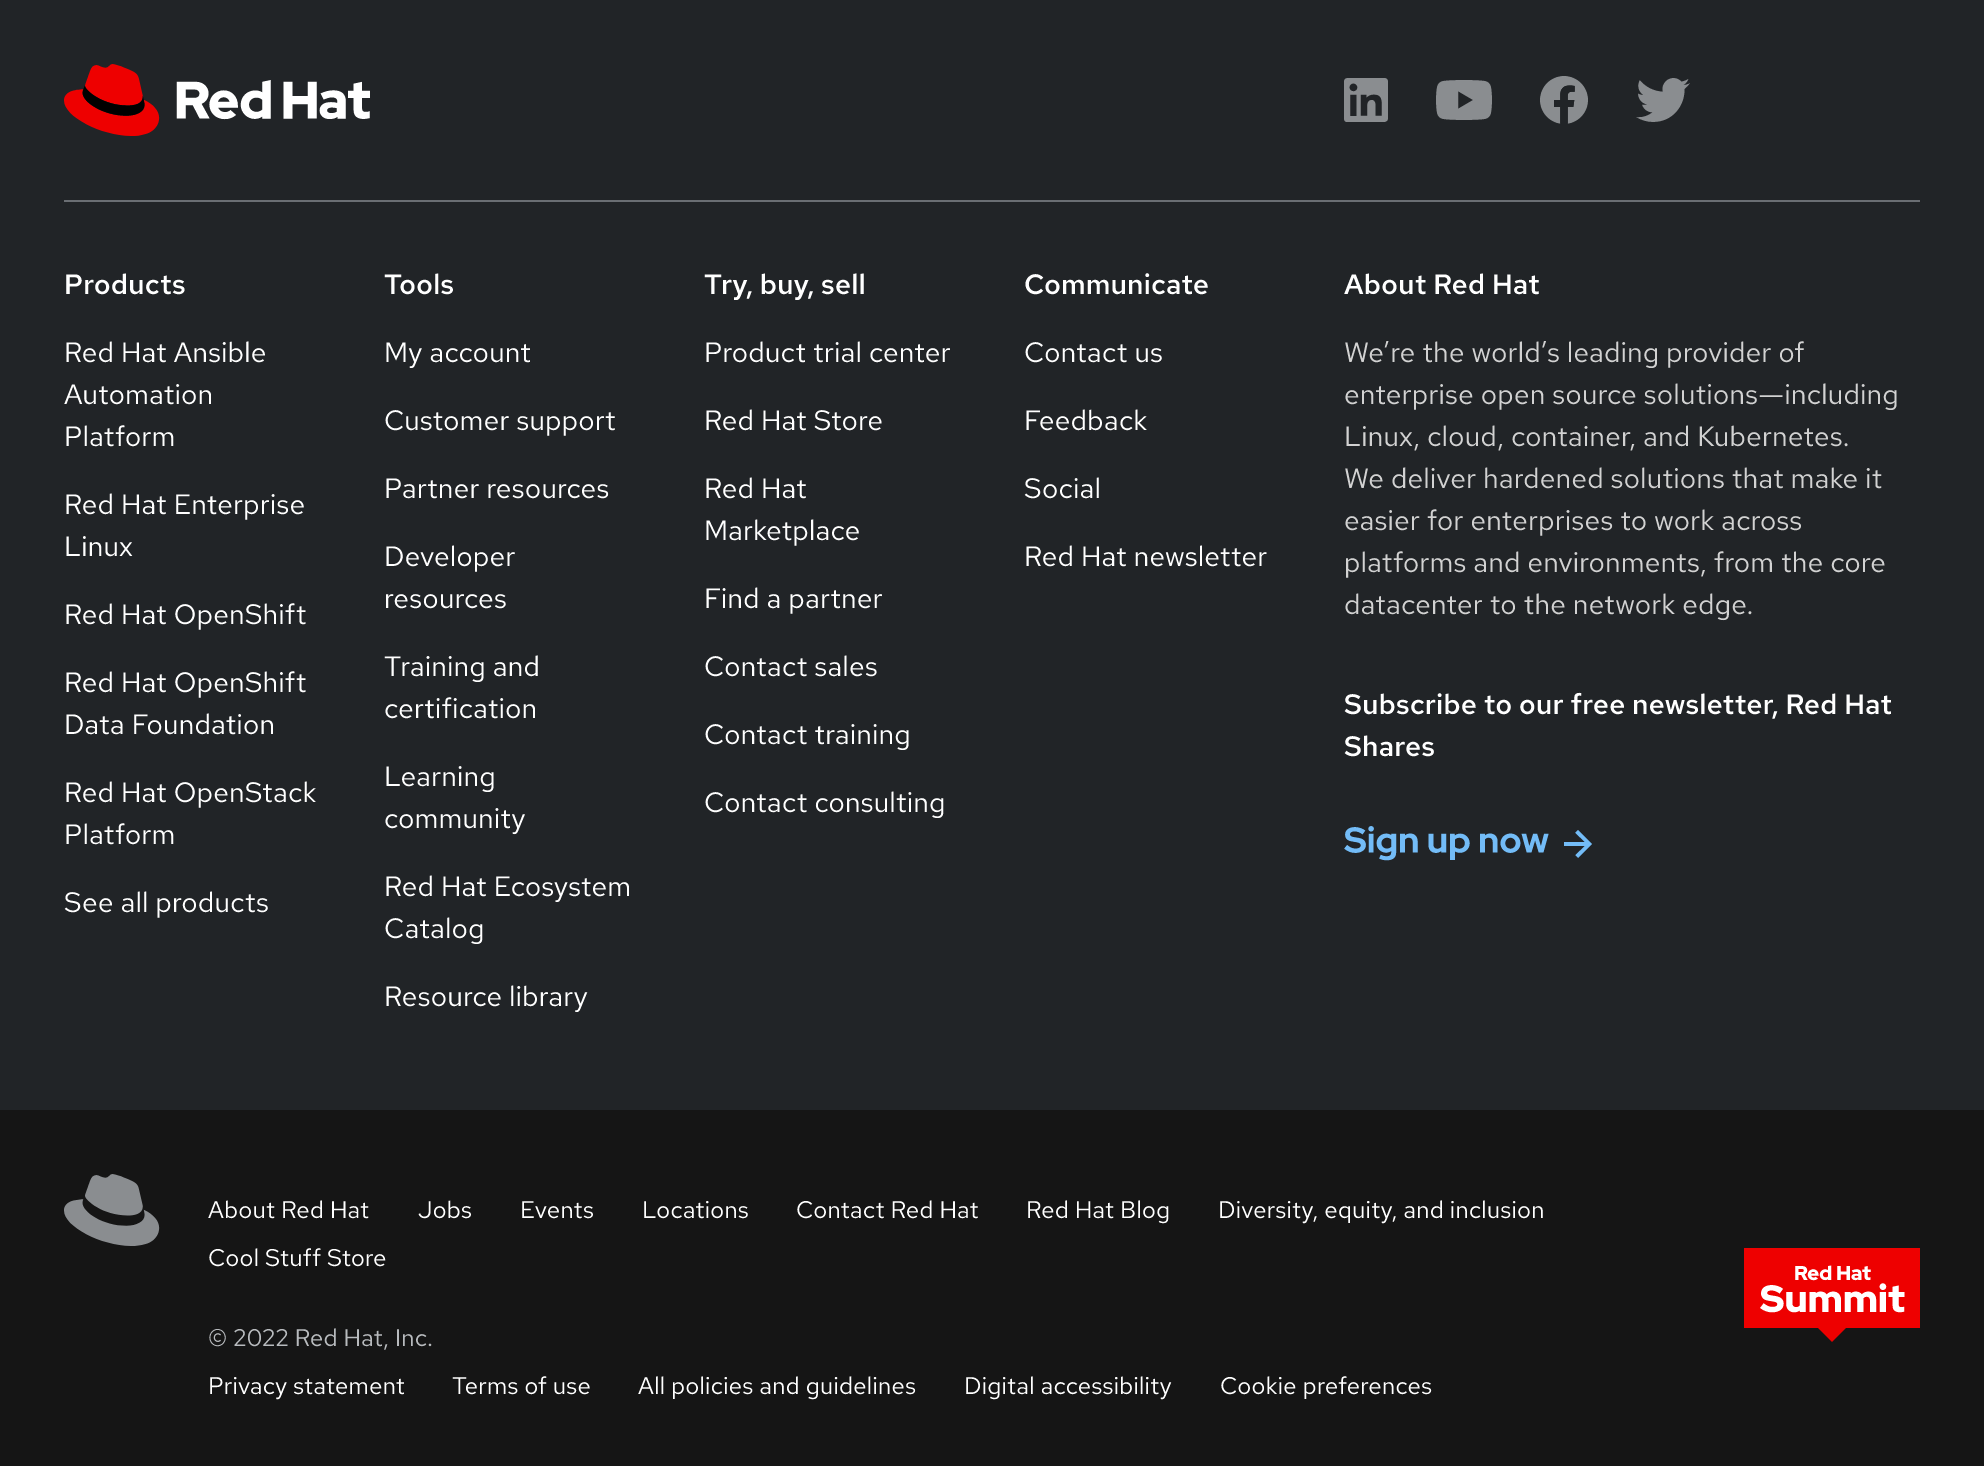 Red Hat
Products
Red Hat Ansible
Automation
Platform
Red Hat Enterprise
Linux
Red Hat OpenShift
Red Hat OpenShift
Data Foundation
Red Hat OpenStack
Platform
See all products
Tools
My account
Customer support
Partner resources
Developer
resources
Training and
certification
Learning
community
Red Hat Ecosystem
Catalog
Resource library
Try, buy, sell
Product trial center
Red Hat Store
Red Hat
Marketplace
Find a partner
Contact sales
Contact training
Contact consulting
Communicate
Contact us
Feedback
Social
Red Hat newsletter
About Red Hat
We’re the world’s leading provider of
enterprise open source solutions—including
Linux, cloud, container, and Kubernetes.
We deliver hardened solutions that make it
easier for enterprises to work across
platforms and environments, from the core
datacenter to the network edge.
Subscribe to our free newsletter, Red Hat
Shares
Sign up now →
About Red Hat Jobs Events Locations Contact Red Hat Red Hat Blog Diversity, equity, and inclusion
Cool Stuff Store
© 2022 Red Hat, Inc.
Privacy statement Terms of use All policies and guidelines Digital accessibility Cookie preferences
Red Hat
Summit